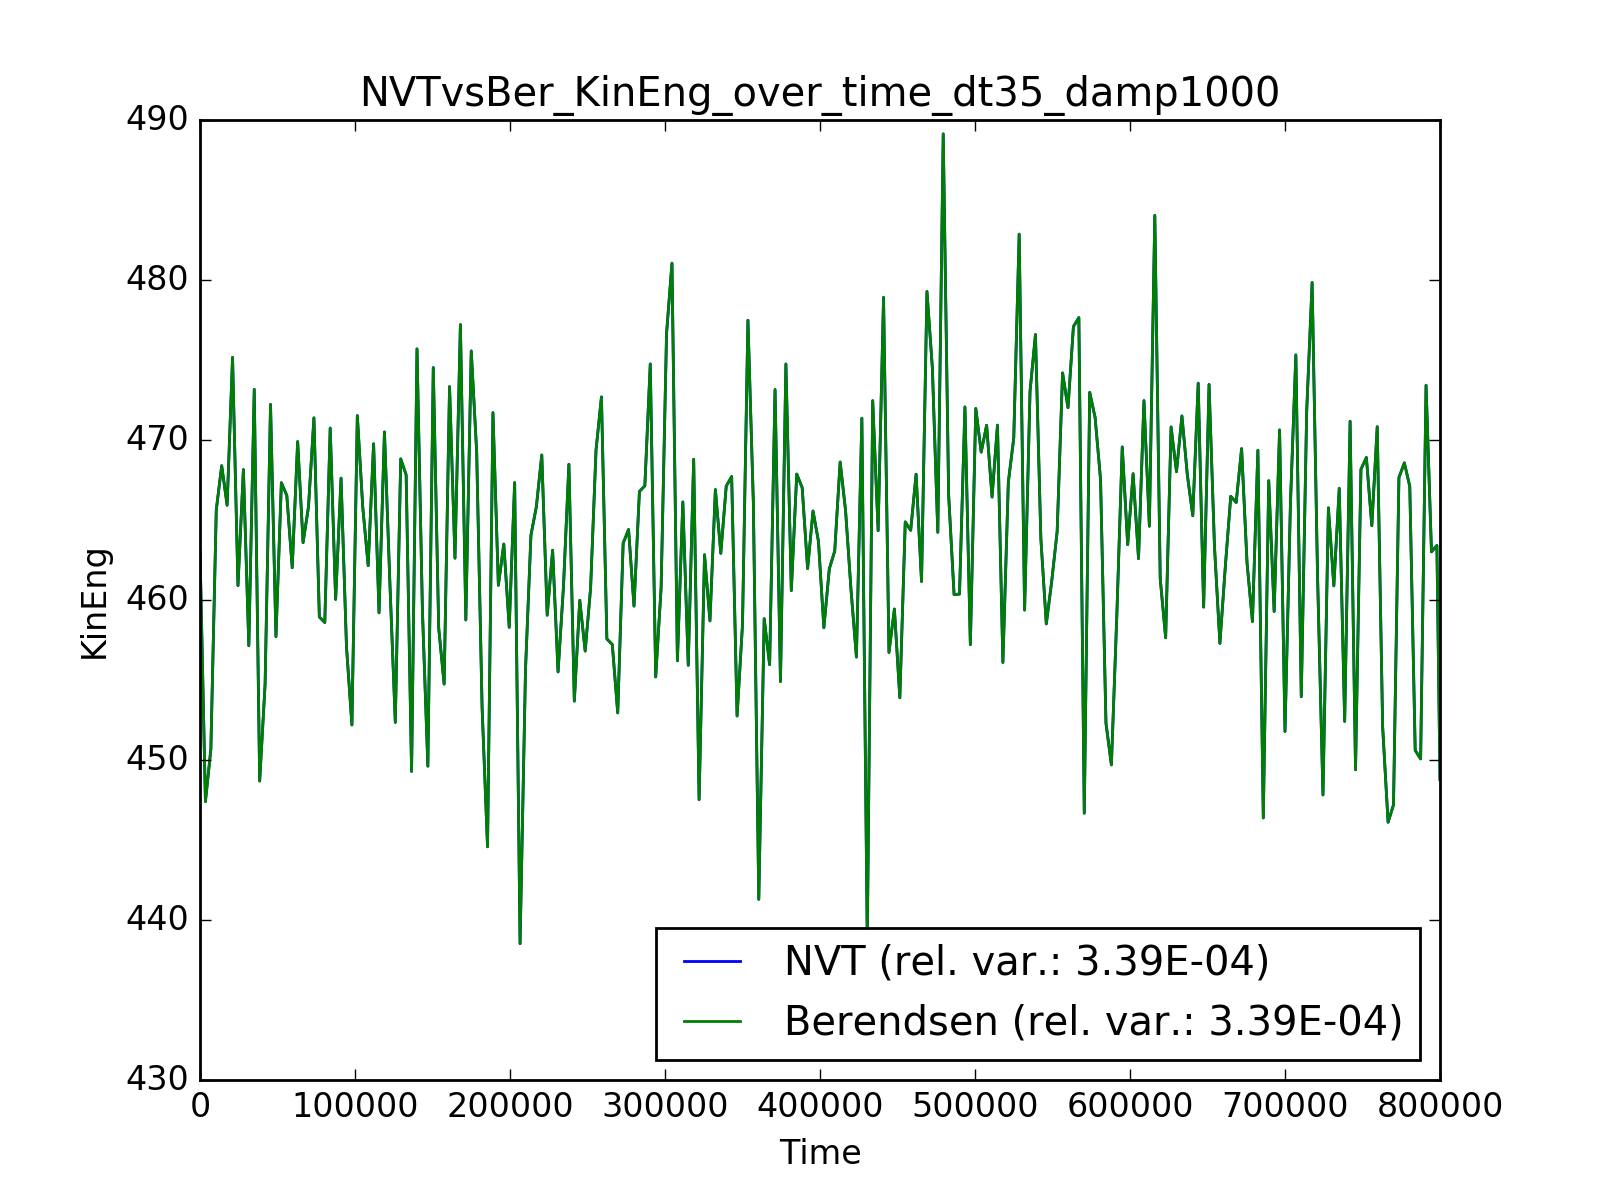 NVTvsBer_KinEng_over_time_dt35_damp1000
490
480
470
460
450
440
430
KinEng
NVT (rel. var.: 3.39E-04)
Berendsen (rel. var.: 3.39E-04)
0 100000 200000 300000 400000 500000 600000 700000 800000
Time